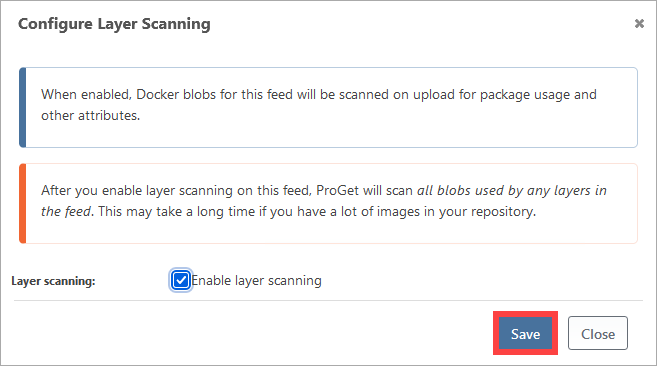 Configure Layer Scanning
When enabled, Docker blobs for this feed will be scanned on upload for package usage and
other attributes.
After you enable layer scanning on this feed, ProGet will scan all blobs used by any layers in
the feed. This may take a long time if you have a lot of images in your repository.
Layer scanning: Enable layer scanning
Save Close